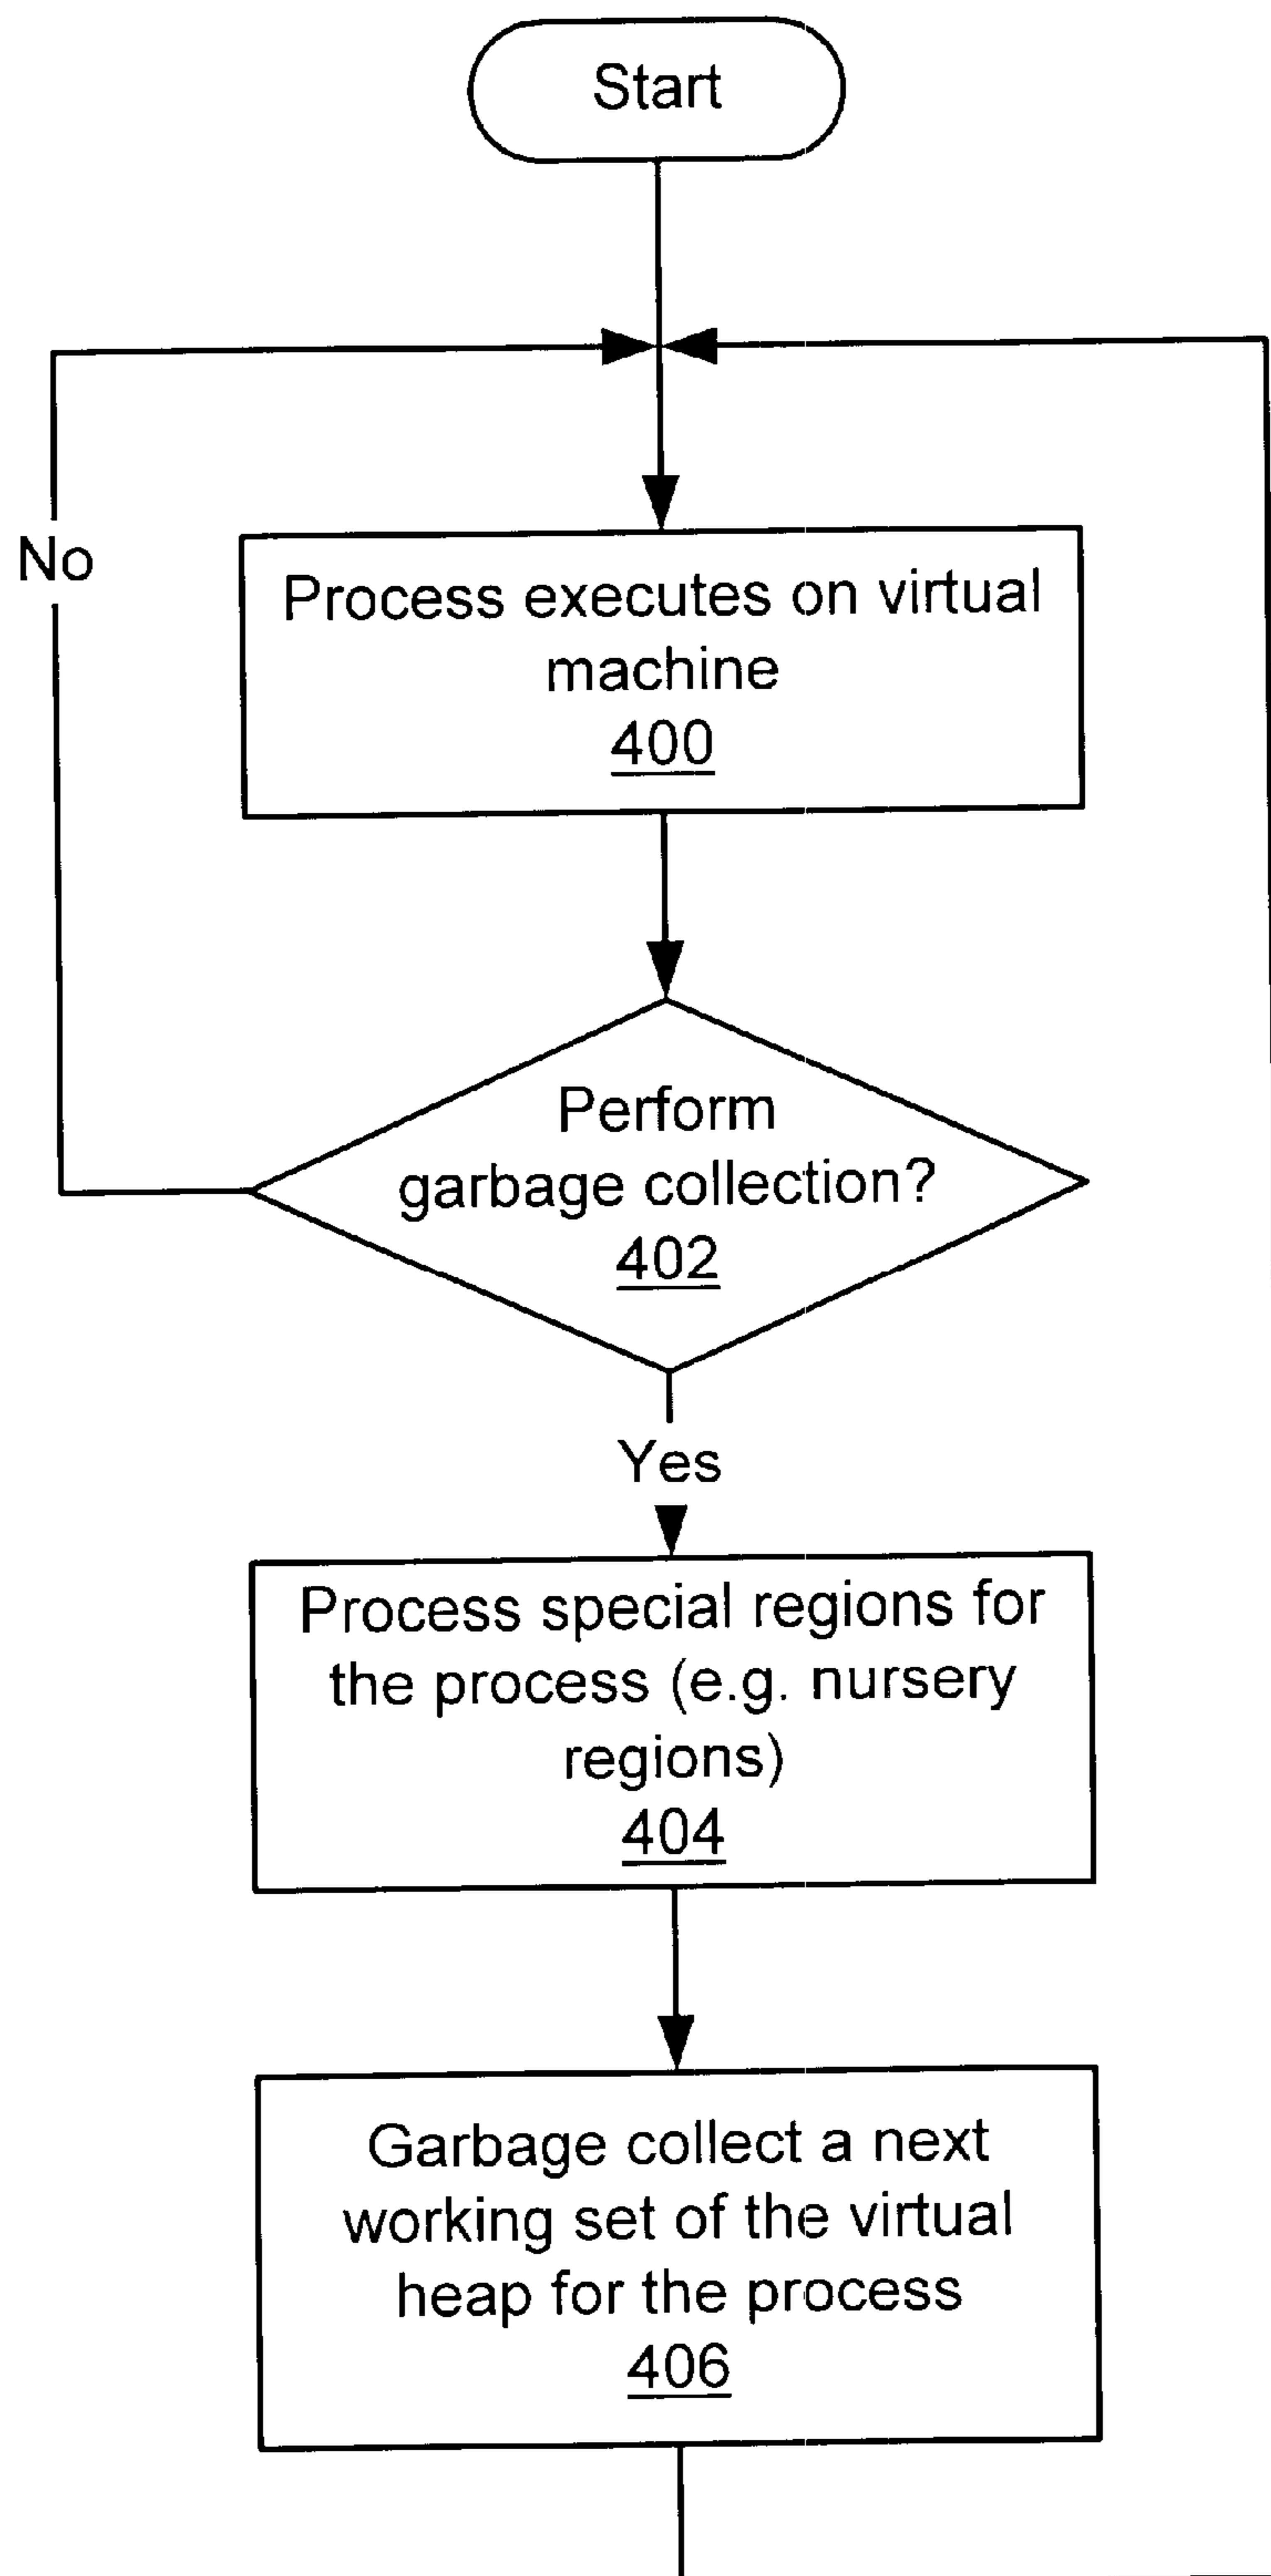 Start
No
Process executes on virtual
machine
400
Perform
garbage collection?
402
Yes
Process special regions for
the process (e.g. nursery
regions)
404
Garbage collect a next
working set of the virtual
heap for the process
406